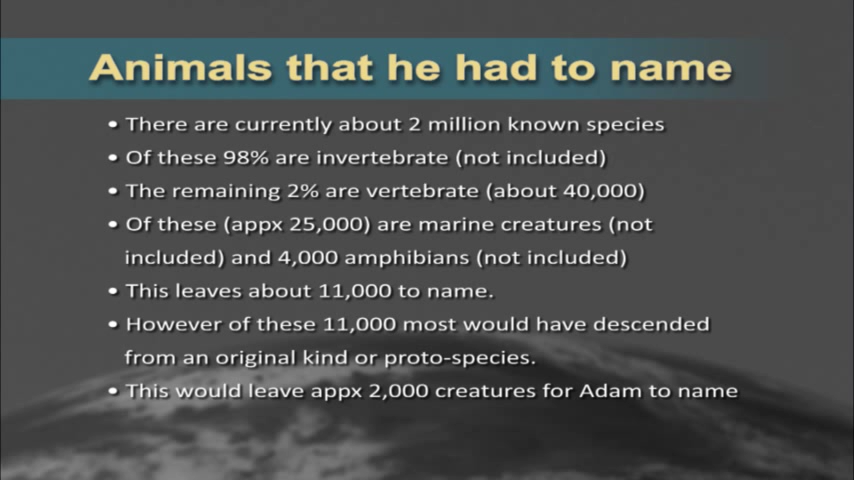 Animals that he had to name
• There are currently about 2 million known species
• Of these 98% are invertebrate (not included)
• The remaining 2% are vertebrate (about 40,000)
• Of these (appx 25,000) are marine creatures (not
included) and 4,000 amphibians (not included)
• This leaves about 11,000 to name.
• However of these 11,000 most would have descended
from an original kind or proto-species.
• This would leave appx 2,000 creatures for Adam to name